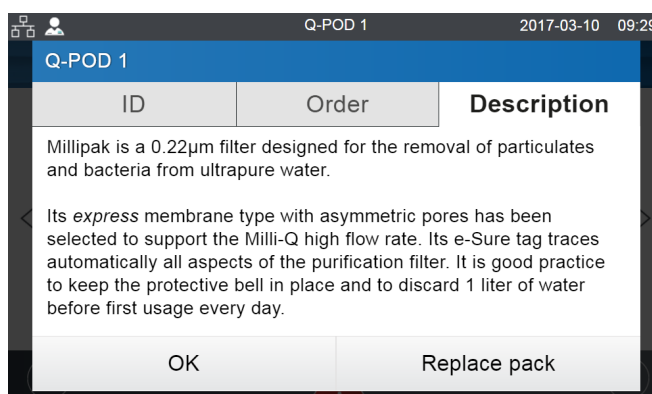 Q-POD 1 2017-03-10 09:29
Q-POD 1
ID Order Description
Millipak is a 0.22µm filter designed for the removal of particulates
and bacteria from ultrapure water.
Its express membrane type with asymmetric pores has been
selected to support the Milli-Q high flow rate. Its e-Sure tag traces
automatically all aspects of the purification filter. It is good practice
to keep the protective bell in place and to discard 1 liter of water
before first usage every day.
OK Replace pack